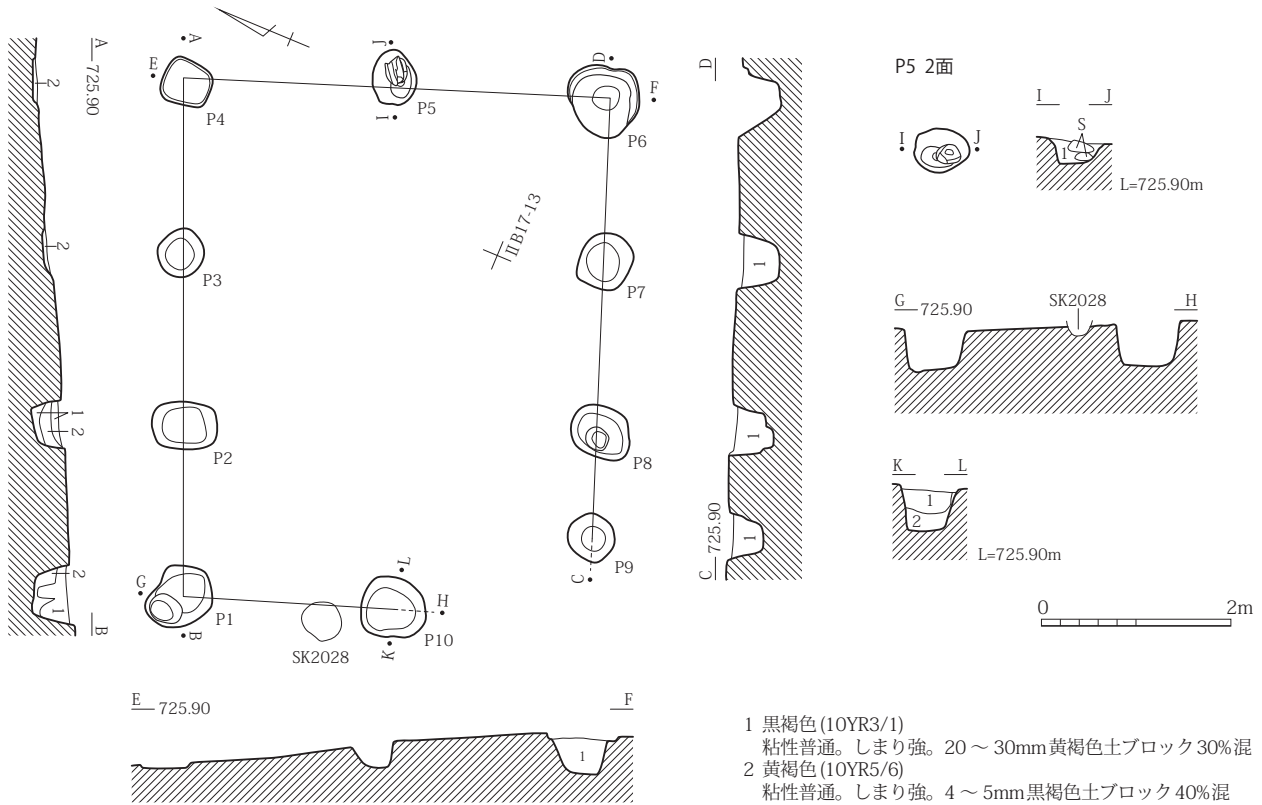 A
725.90
2
2
1
2
2
1
B
A
E
P4
J
I
P5
D
F
P6
P3
ⅡB17-13
P7
P2
P8
P9
C
G
P1
B
SK2028
L
H
K
P10
D
1
1
1
C
725.90
P5 2面
I
J
I
J
S
1
L=725.90m
G
725.90
SK2028
H
K
L
1
2
L=725.90m
0
2m
E
725.90
F
1
1 黒褐色(10YR3/1)
粘性普通。しまり強。20～30mm黄褐色土ブロック30%混
2 黄褐色(10YR5/6)
粘性普通。しまり強。4～5mm黒褐色土ブロック40%混